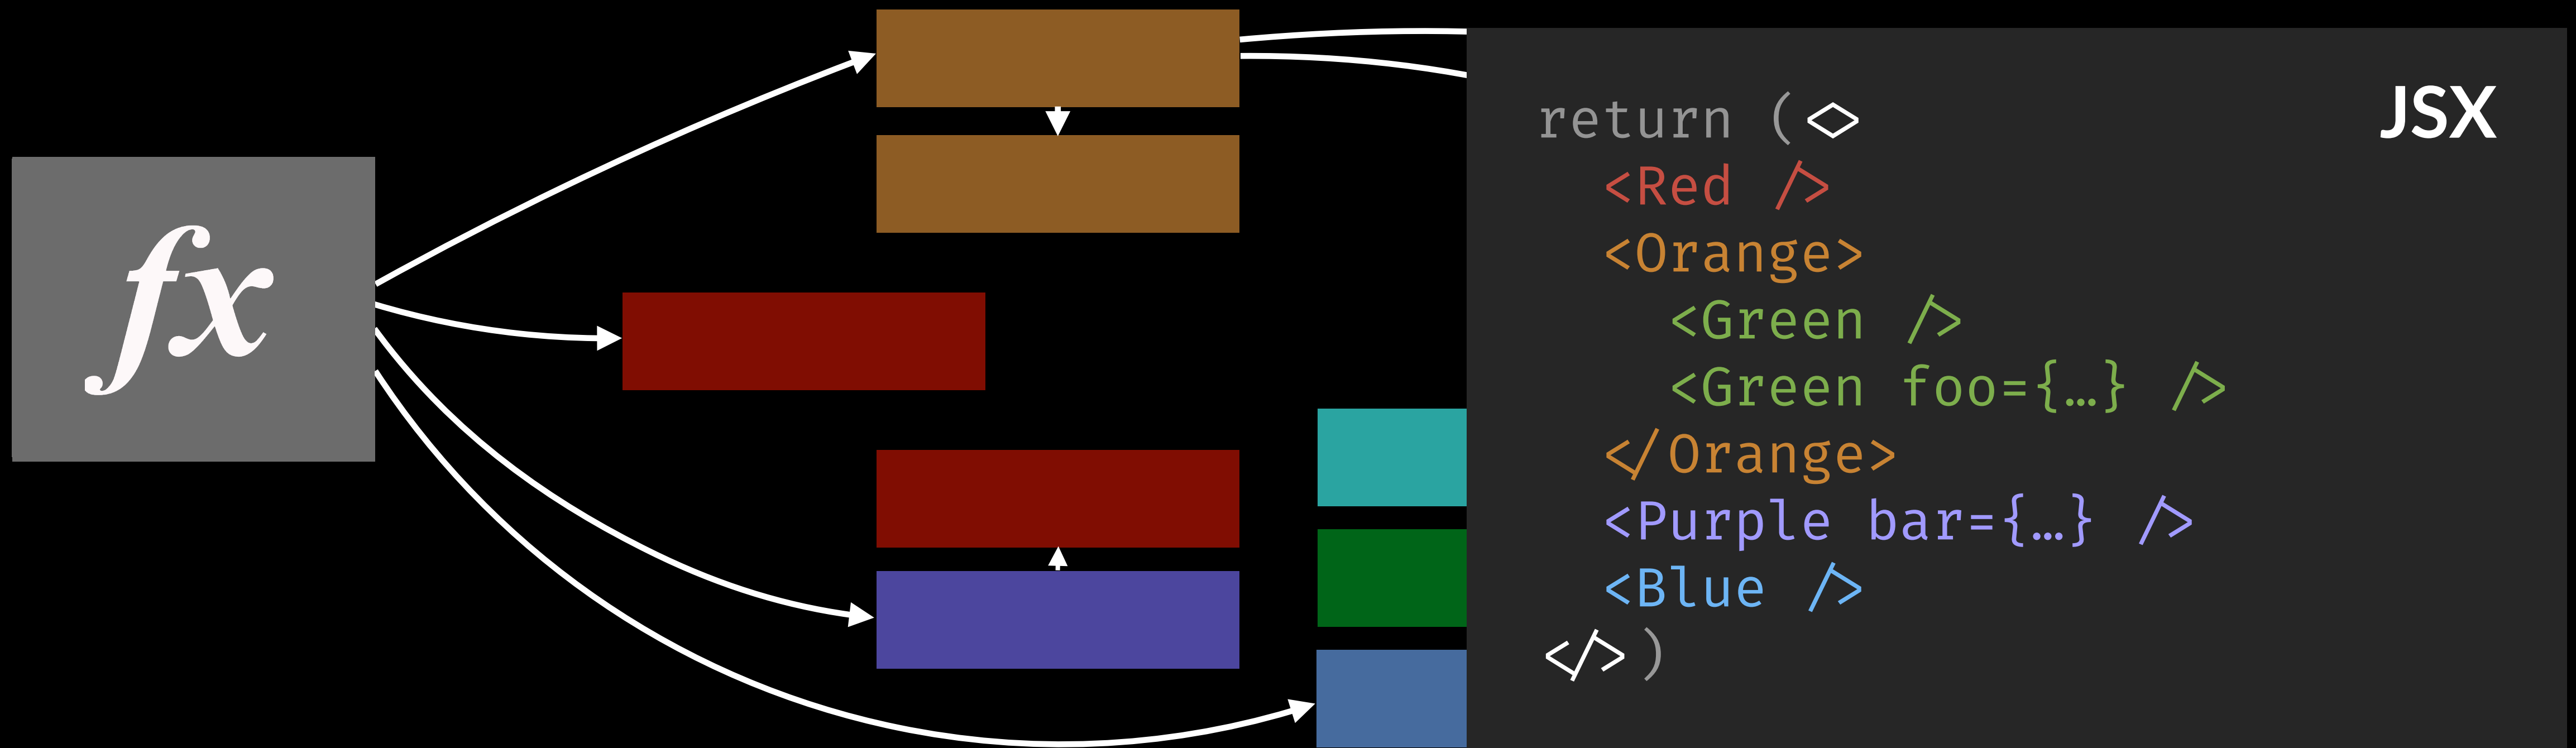 fx
JSX
return (<>
  <Red />
  <Orange>
    <Green />
    <Green foo={…} />
  </Orange>
  <Purple bar={…} />
  <Blue />
</>)